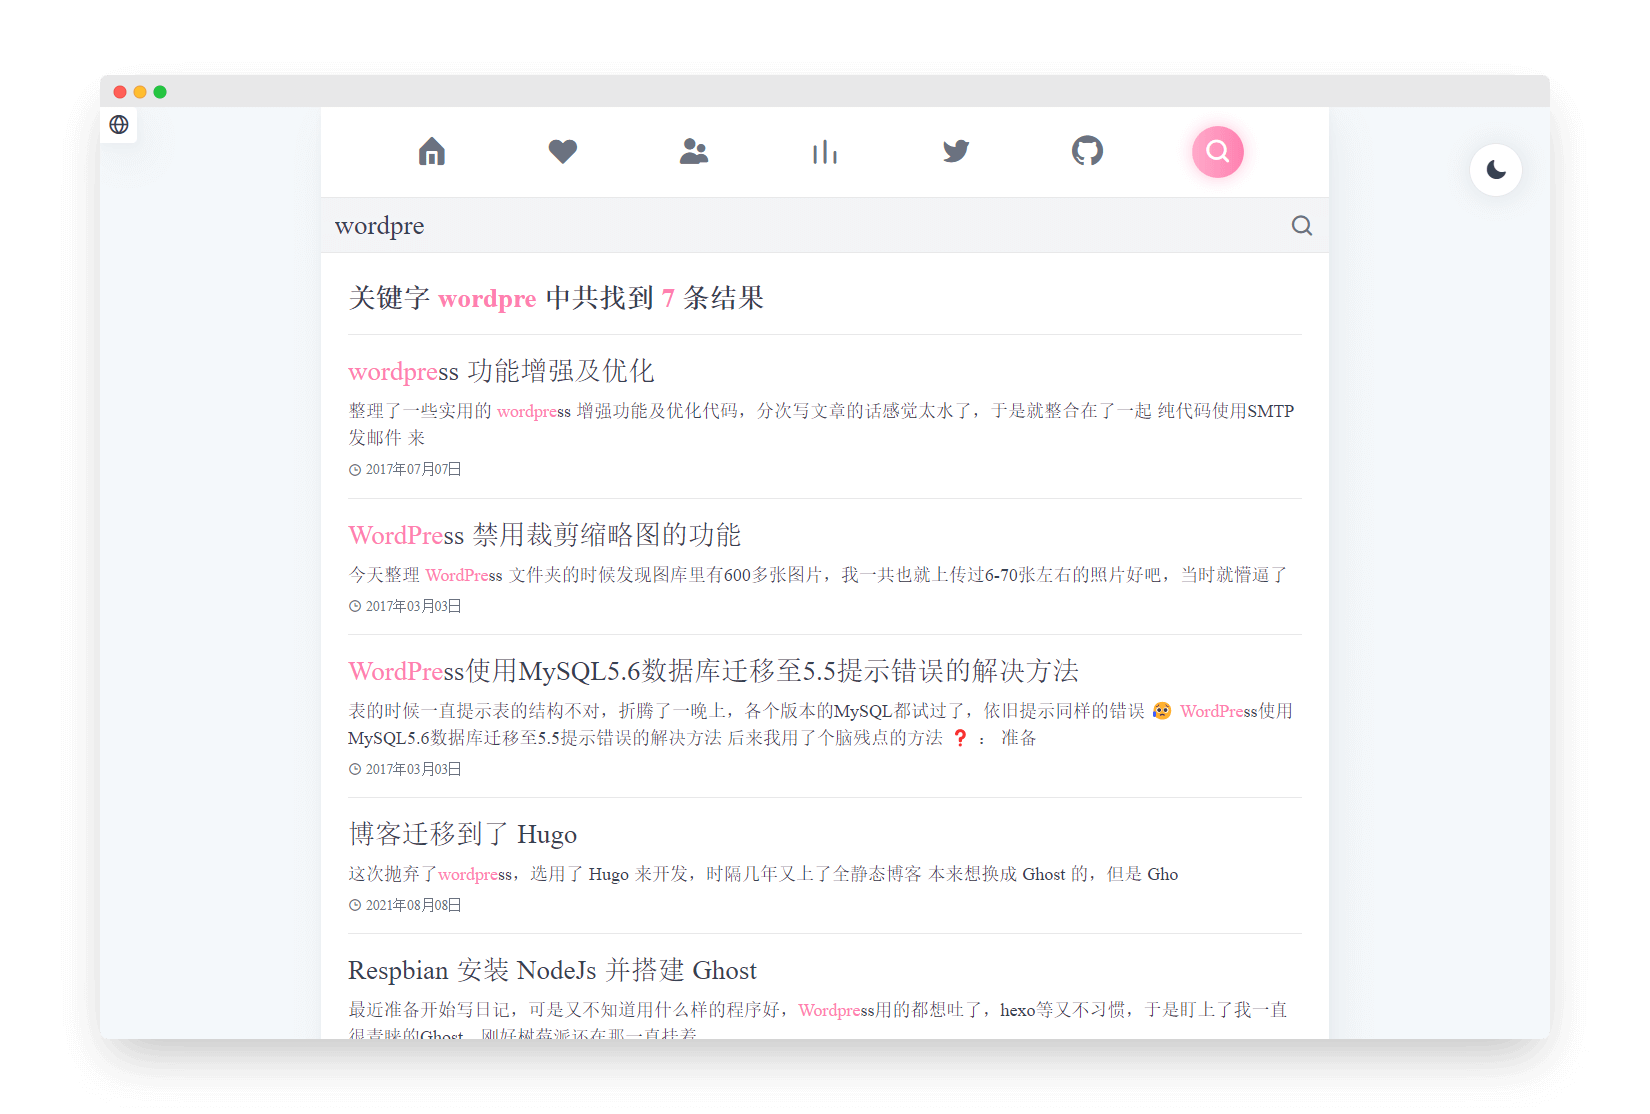 wordpre
关键字 wordpre 中共找到 7 条结果
wordpress 功能增强及优化
整理了一些实用的 wordpress 增强功能及优化代码，分次写文章的话感觉太水了，于是就整合在了一起 纯代码使用SMTP
发邮件 来
2017年07月07日
WordPress 禁用裁剪缩略图的功能
今天整理 WordPress 文件夹的时候发现图库里有600多张图片，我一共也就上传过6-70张左右的照片好吧，当时就懵逼了
2017年03月03日
WordPress使用MySQL5.6数据库迁移至5.5提示错误的解决方法
表的时候一直提示表的结构不对，折腾了一晚上，各个版本的MySQL都试过了，依旧提示同样的错误 😥 WordPress使用
MySQL5.6数据库迁移至5.5提示错误的解决方法 后来我用了个脑残点的方法 ❓ ： 准备
2017年03月03日
博客迁移到了 Hugo
这次抛弃了wordpress，选用了 Hugo 来开发，时隔几年又上了全静态博客 本来想换成 Ghost 的，但是 Gho
2021年08月08日
Respbian 安装 NodeJs 并搭建 Ghost
最近准备开始写日记，可是又不知道用什么样的程序好，Wordpress用的都想吐了，hexo等又不习惯，于是盯上了我一直
很青睐的Ghost，刚好树莓派还在那一直挂着